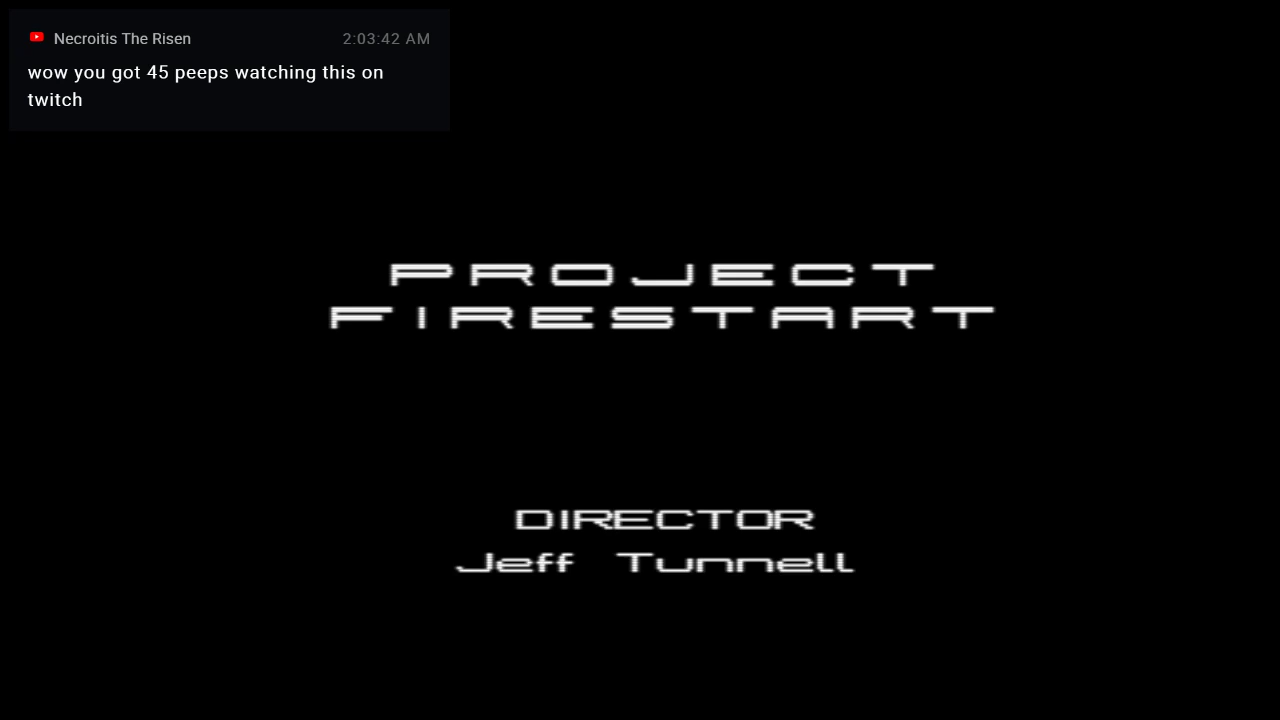 Necroitis The Risen 2:03:42 AM
wow you got 45 peeps watching this on
twitch
PROJECT
FIRESTART
DIRECTOR
Jeff Tunnell